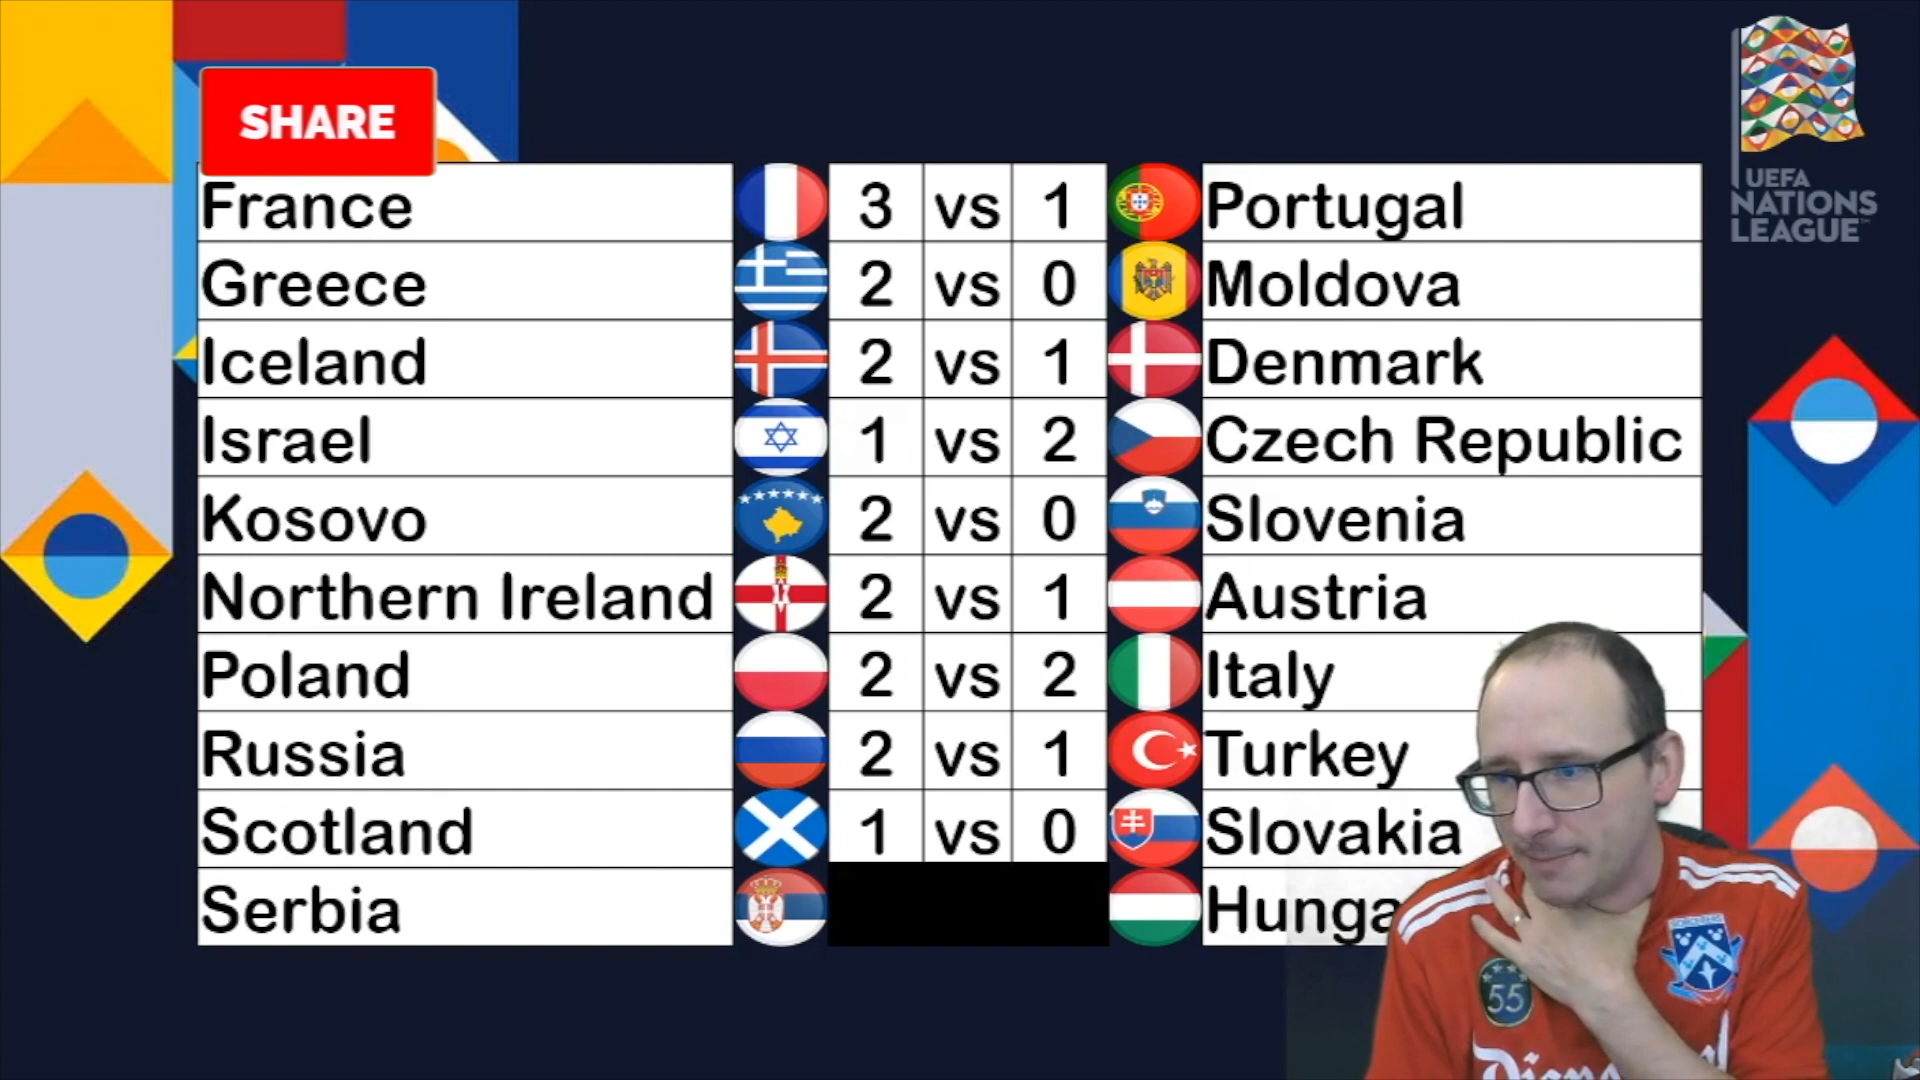 SHARE
UEFA
NATIONS
LEAGUE
France 3 vs 1 Portugal
Greece 2 vs 0 Moldova
Iceland 2 vs 1 Denmark
Israel 1 vs 2 Czech Republic
Kosovo 2 vs 0 Slovenia
Northern Ireland 2 vs 1 Austria
Poland 2 vs 2 Italy
Russia 2 vs 1 Turkey
Scotland 1 vs 0 Slovakia
Serbia Hunga
55